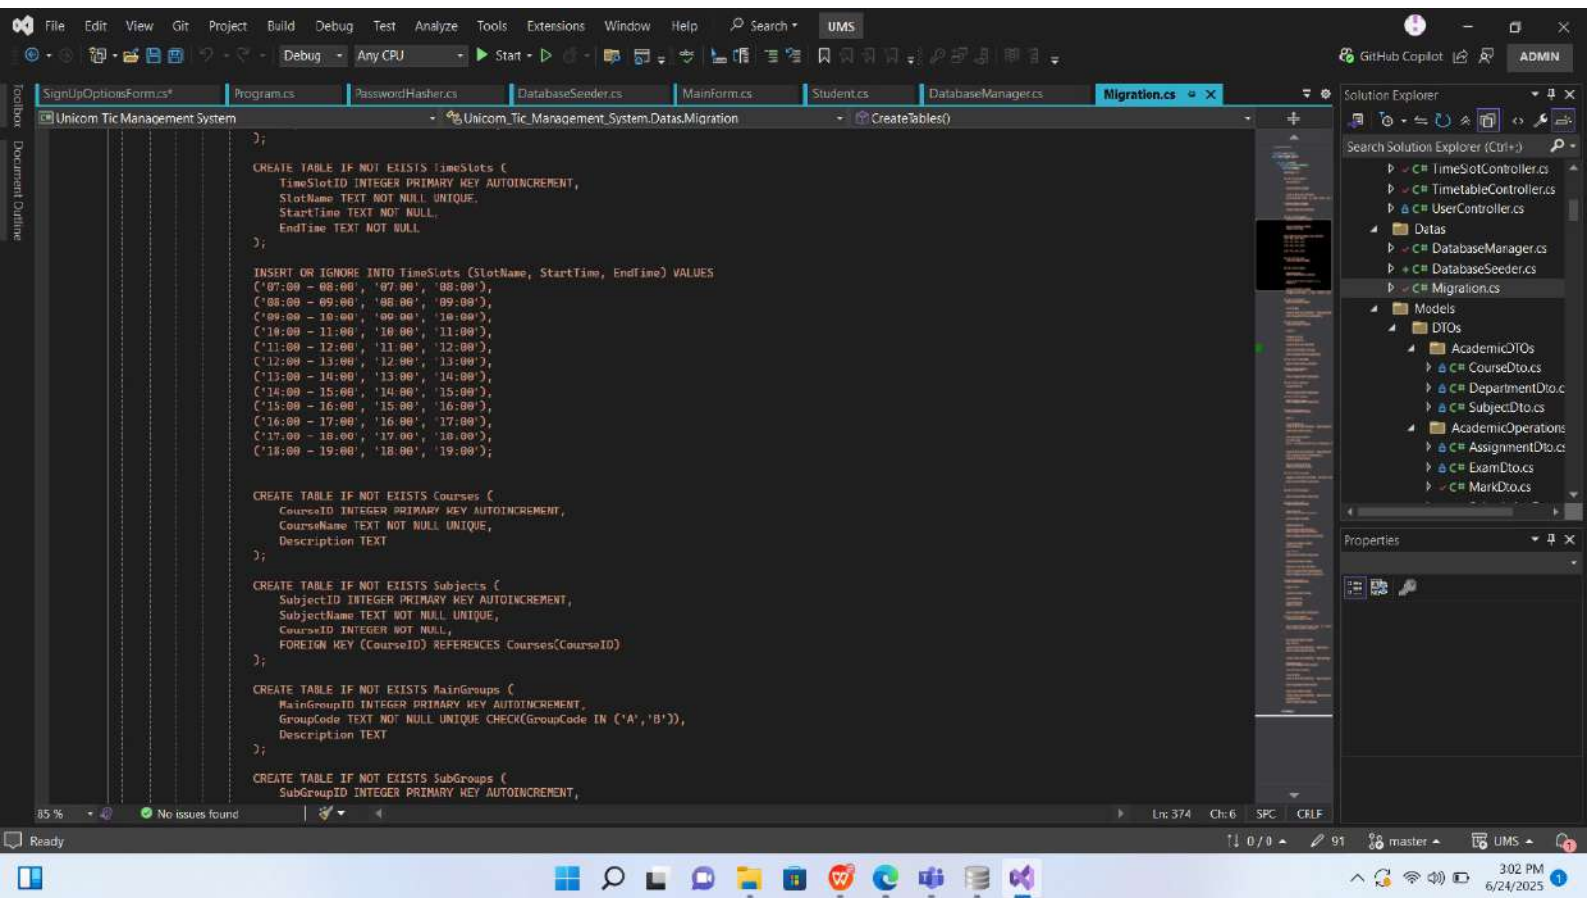 File Edit View Git Project Build Debug Test Analyze Tools Extensions Window Help Search UMS
Debug Any CPU Start GitHub Copilot ADMIN
SignUpOptionsForm.cs* Program.cs PasswordHasher.cs DatabaseSeeder.cs MainForm.cs Student.cs DatabaseManager.cs Migration.cs
Unicom Tic Management System Unicom_Tic_Management_System.Datas.Migration CreateTables()
Toolbox
Document Outline
);
CREATE TABLE IF NOT EXISTS TimeSlots (
TimeSlotID INTEGER PRIMARY KEY AUTOINCREMENT,
SlotName TEXT NOT NULL UNIQUE,
StartTime TEXT NOT NULL,
EndTime TEXT NOT NULL
);
INSERT OR IGNORE INTO TimeSlots (SlotName, StartTime, EndTime) VALUES
('07:00 - 08:00', '07:00', '08:00'),
('08:00 - 09:00', '08:00', '09:00'),
('09:00 - 10:00', '09:00', '10:00'),
('10:00 - 11:00', '10:00', '11:00'),
('11:00 - 12:00', '11:00', '12:00'),
('12:00 - 13:00', '12:00', '13:00'),
('13:00 - 14:00', '13:00', '14:00'),
('14:00 - 15:00', '14:00', '15:00'),
('15:00 - 16:00', '15:00', '16:00'),
('16:00 - 17:00', '16:00', '17:00'),
('17:00 - 18:00', '17:00', '18:00'),
('18:00 - 19:00', '18:00', '19:00');
CREATE TABLE IF NOT EXISTS Courses (
CourseID INTEGER PRIMARY KEY AUTOINCREMENT,
CourseName TEXT NOT NULL UNIQUE,
Description TEXT
);
CREATE TABLE IF NOT EXISTS Subjects (
SubjectID INTEGER PRIMARY KEY AUTOINCREMENT,
SubjectName TEXT NOT NULL UNIQUE,
CourseID INTEGER NOT NULL,
FOREIGN KEY (CourseID) REFERENCES Courses(CourseID)
);
CREATE TABLE IF NOT EXISTS MainGroups (
MainGroupID INTEGER PRIMARY KEY AUTOINCREMENT,
GroupCode TEXT NOT NULL UNIQUE CHECK(GroupCode IN ('A','B')),
Description TEXT
);
CREATE TABLE IF NOT EXISTS SubGroups (
SubGroupID INTEGER PRIMARY KEY AUTOINCREMENT,
85 % No issues found Ln: 374 Ch: 6 SPC CRLF
Solution Explorer
Search Solution Explorer (Ctrl+;)
C# TimeSlotController.cs
C# TimetableController.cs
C# UserController.cs
Datas
C# DatabaseManager.cs
C# DatabaseSeeder.cs
C# Migration.cs
Models
DTOs
AcademicDTOs
C# CourseDto.cs
C# DepartmentDto.c
C# SubjectDto.cs
AcademicOperations
C# AssignmentDto.cs
C# ExamDto.cs
C# MarkDto.cs
Properties
Ready 0 / 0 91 master UMS
3:02 PM
6/24/2025